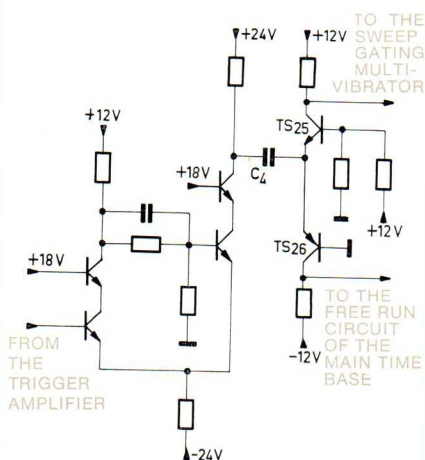 TO THE
SWEEP
GATING
MULTI-
VIBRATOR
+24V
+12V
TS25
+12V
+18V
C4
+12V
TS26
+18V
TO THE
FREE RUN
CIRCUIT
OF THE
MAIN TIME
BASE
-12V
FROM
THE
TRIGGER
AMPLIFIER
-24V